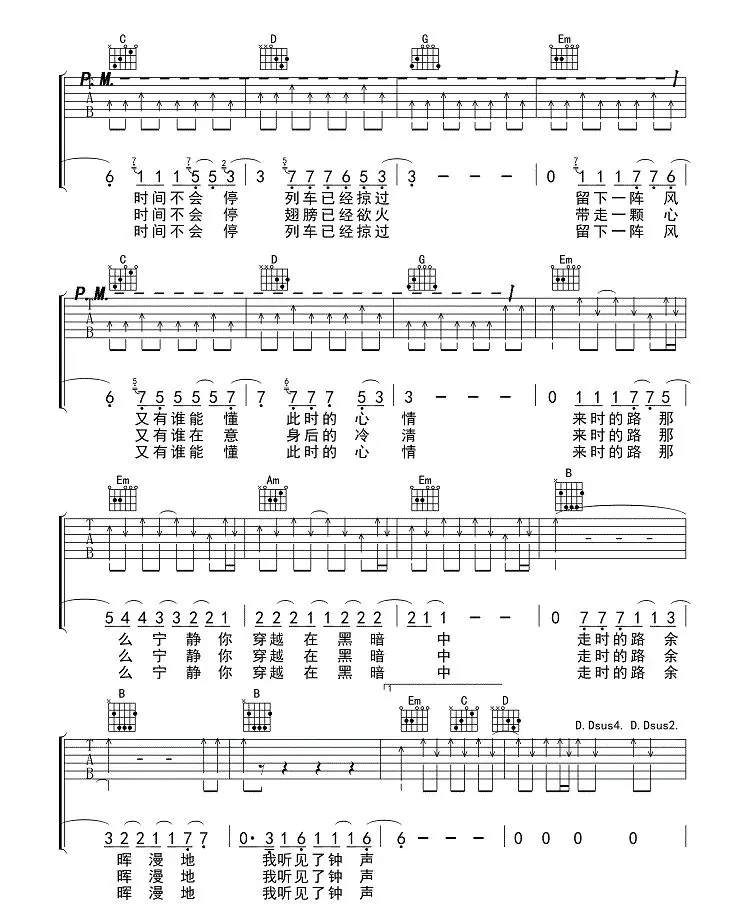 C D G Em
P.M.
T A B
6 7 1 1 1 7 5 7 5 2 3 3 5 7 7 7 6 5 3 3 - - - 0 7 1 1 1 7 7 6
时间不会 停 列车已经掠过 留下一阵 风
时间不会 停 翅膀已经欲火 带走一颗 心
时间不会 停 列车已经掠过 留下一阵 风
C D G Em
P.M.
T A B
6 5 7 5 5 5 5 7 7 6 7 7 7 5 3 3 - - - 0 1 1 1 7 7 5
又有谁能 懂 此时的心 情 来时的路 那
又有谁在 意 身后的冷 清 来时的路 那
又有谁能 懂 此时的心 情 来时的路 那
Em Am Em B
T A B
5 4 4 3 3 3 2 2 1 2 2 2 1 1 2 2 2 2 1 1 - - 0 7 7 7 1 1 3
么 宁 静 你 穿越 在 黑 暗 中 走时的路 余
么 宁 静 你 穿越 在 黑 暗 中 走时的路 余
么 宁 静 你 穿越 在 黑 暗 中 走时的路 余
B B 1 Em C D
D.Dsus4. D.Dsus2.
T A B
3 2 2 1 1 7 7 0· 3 1 6 1 1 1 6 6 - - - 0 0 0 0
晖 漫 地 我听见了钟 声
晖 漫 地 我听见了钟 声
晖 漫 地 我听见了钟 声